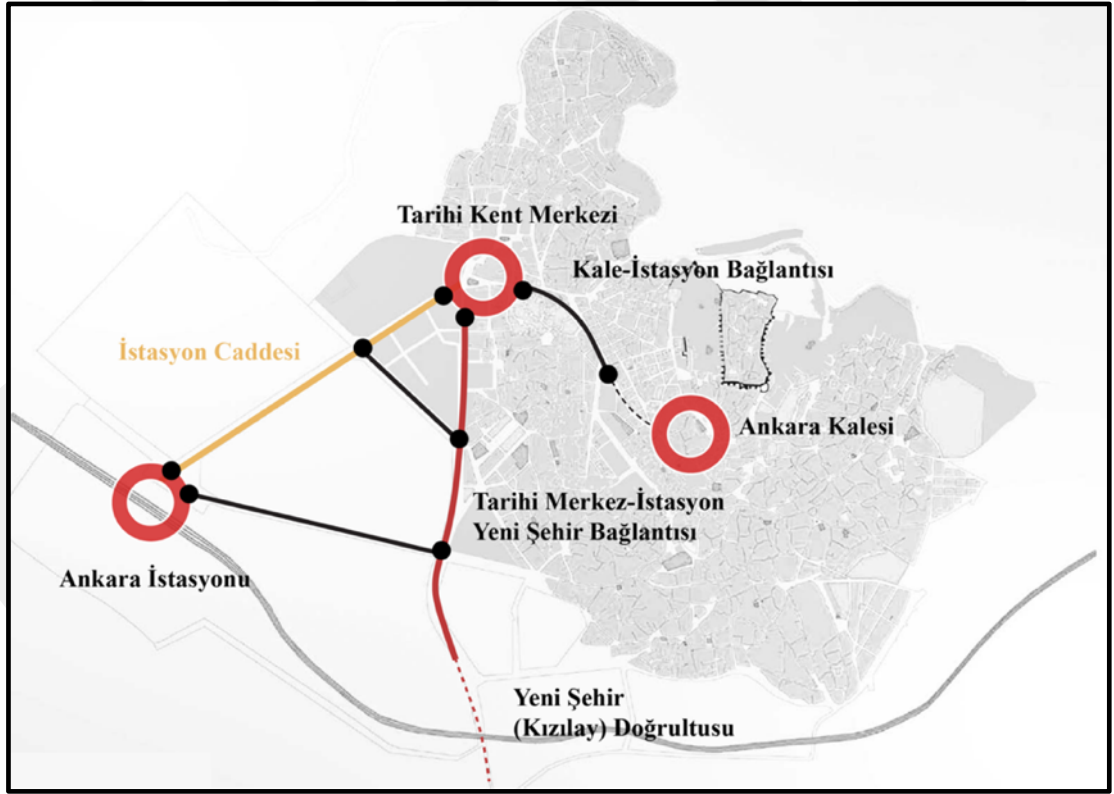 Tarihi Kent Merkezi
Kale-İstasyon Bağlantısı
İstasyon Caddesi
Ankara Kalesi
Tarihi Merkez-İstasyon
Yeni Şehir Bağlantısı
Ankara İstasyonu
Yeni Şehir
(Kızılay) Doğrultusu